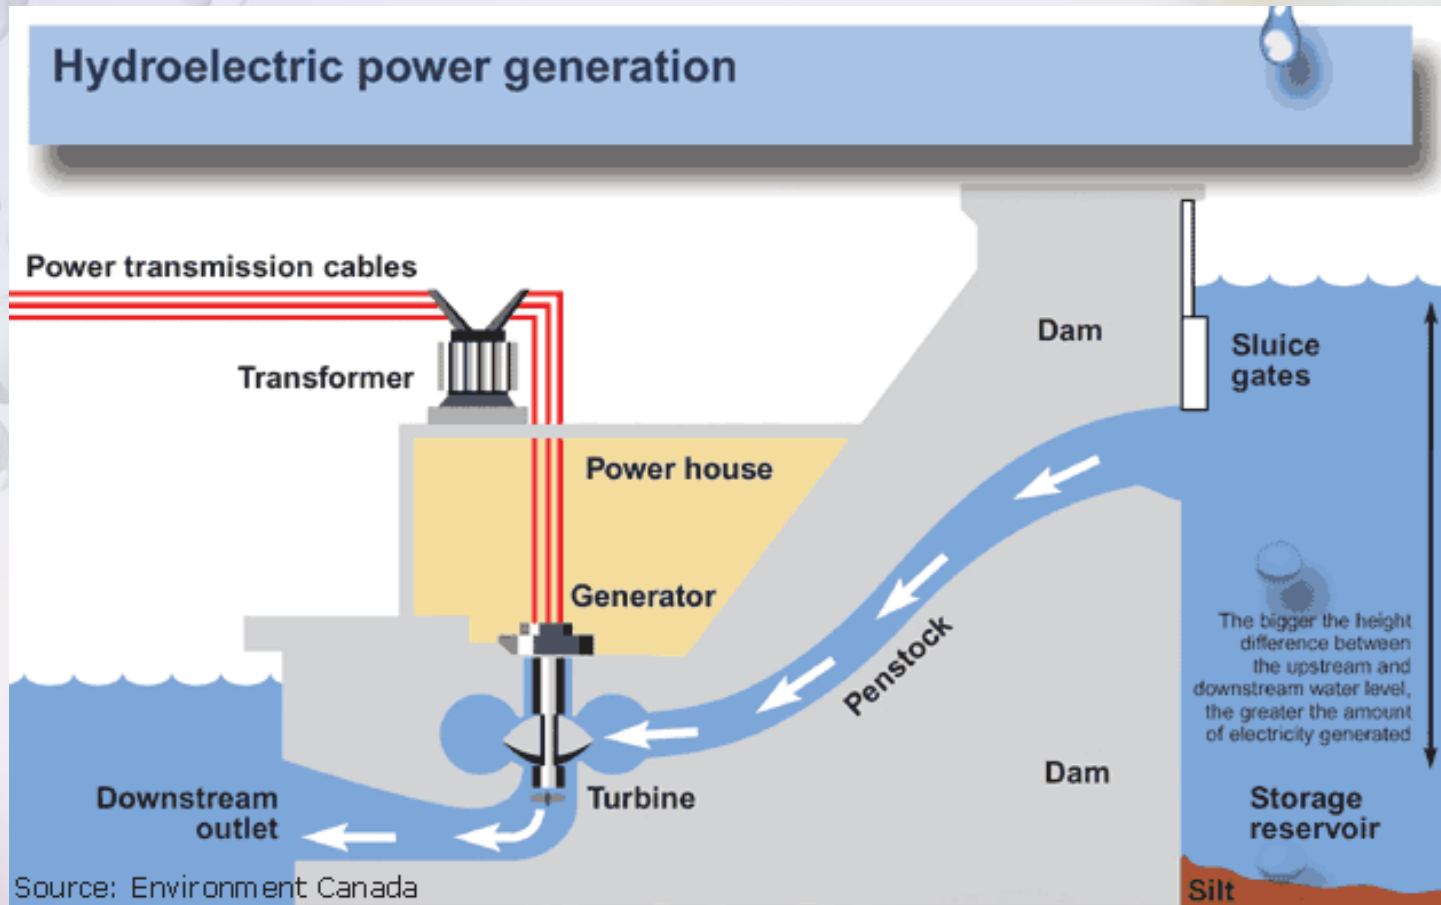 Hydroelectric power generation
Power transmission cables
Transformer
Dam
Sluice
gates
Power house
Generator
Penstock
The bigger the height
difference between
the upstream and
downstream water level,
the greater the amount
of electricity generated
Turbine
Dam
Downstream
outlet
Storage
reservoir
Silt
Source: Environment Canada